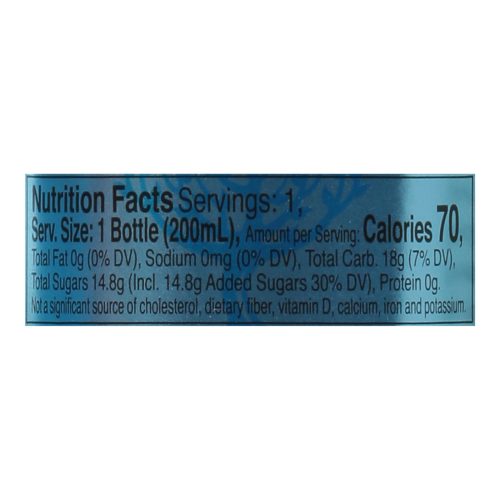 Nutrition Facts Servings: 1,
Serv. Size: 1 Bottle (200mL), Amount per Serving: Calories 70,
Total Fat 0g (0% DV), Sodium 0mg (0% DV), Total Carb. 18g (7% DV),
Total Sugars 14.8g (Incl. 14.8g Added Sugars 30% DV), Protein 0g.
Not a significant source of cholesterol, dietary fiber, vitamin D, calcium, iron and potassium.